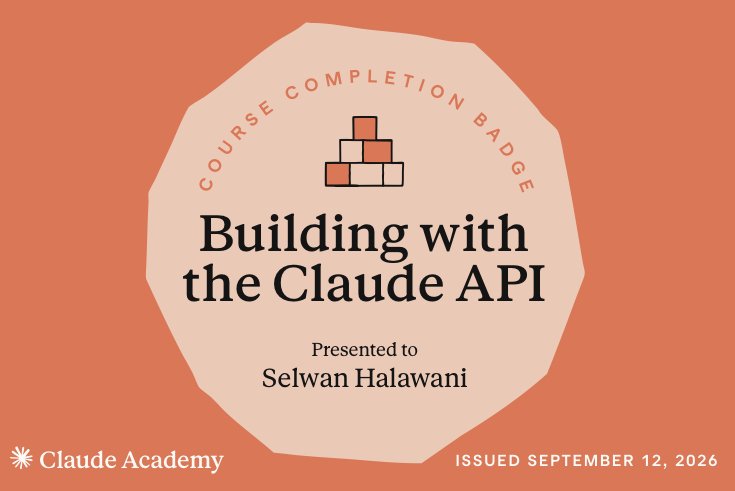 COURSE COMPLETION BADGE
Building with
the Claude API
Presented to
Selwan Halawani
Claude Academy
ISSUED SEPTEMBER 12, 2026